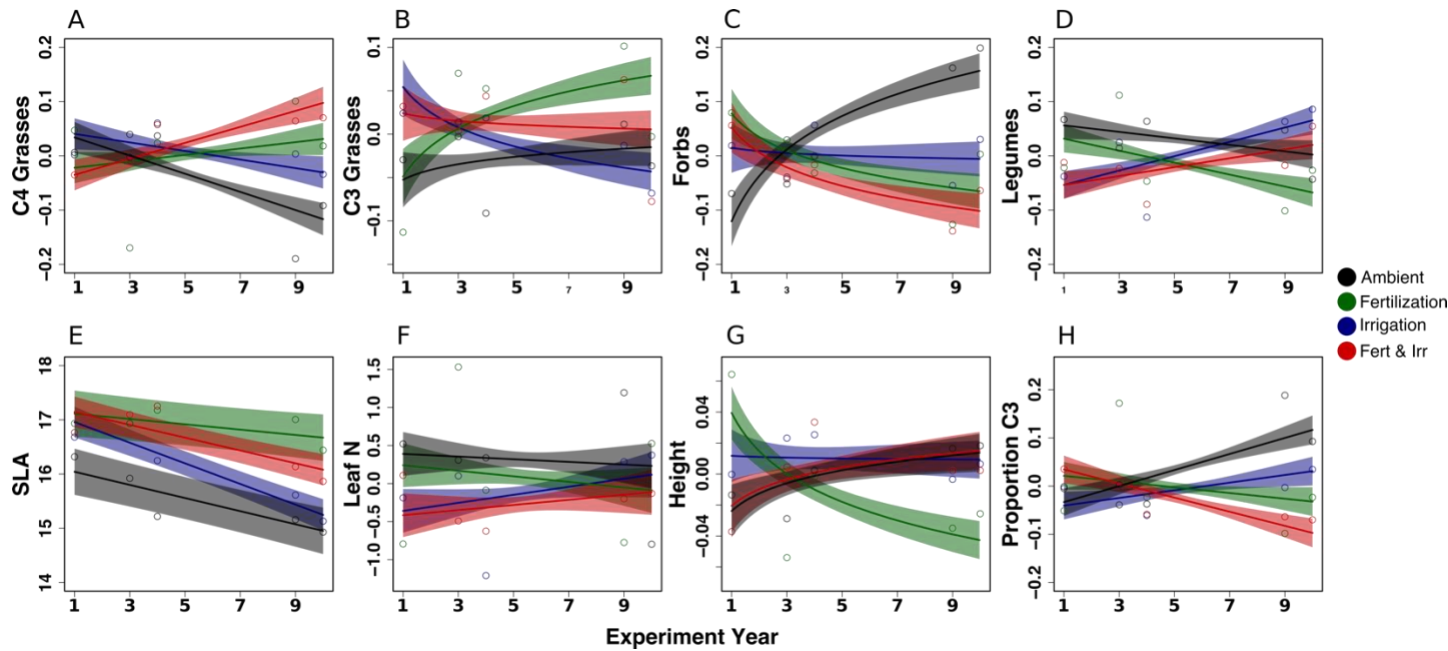 A B C D
C4 Grasses
0.2 0.1 0.0 −0.1 −0.2
1 3 5 7 9
C3 Grasses
0.1 0.0 −0.1
1 3 5 7 9
Forbs
0.2 0.1 0.0 −0.1 −0.2
1 3 5 7 9
Legumes
0.2 0.1 0.0 −0.1 −0.2
1 3 5 7 9
Ambient
Fertilization
Irrigation
Fert & Irr
E F G H
SLA
18 17 16 15 14
1 3 5 7 9
Leaf N
1.5 1.0 0.5 0.0 −0.5 −1.0
1 3 5 7 9
Height
0.04 0.00 −0.04
1 3 5 7 9
Proportion C3
0.2 0.1 0.0 −0.1 −0.2
1 3 5 7 9
Experiment Year